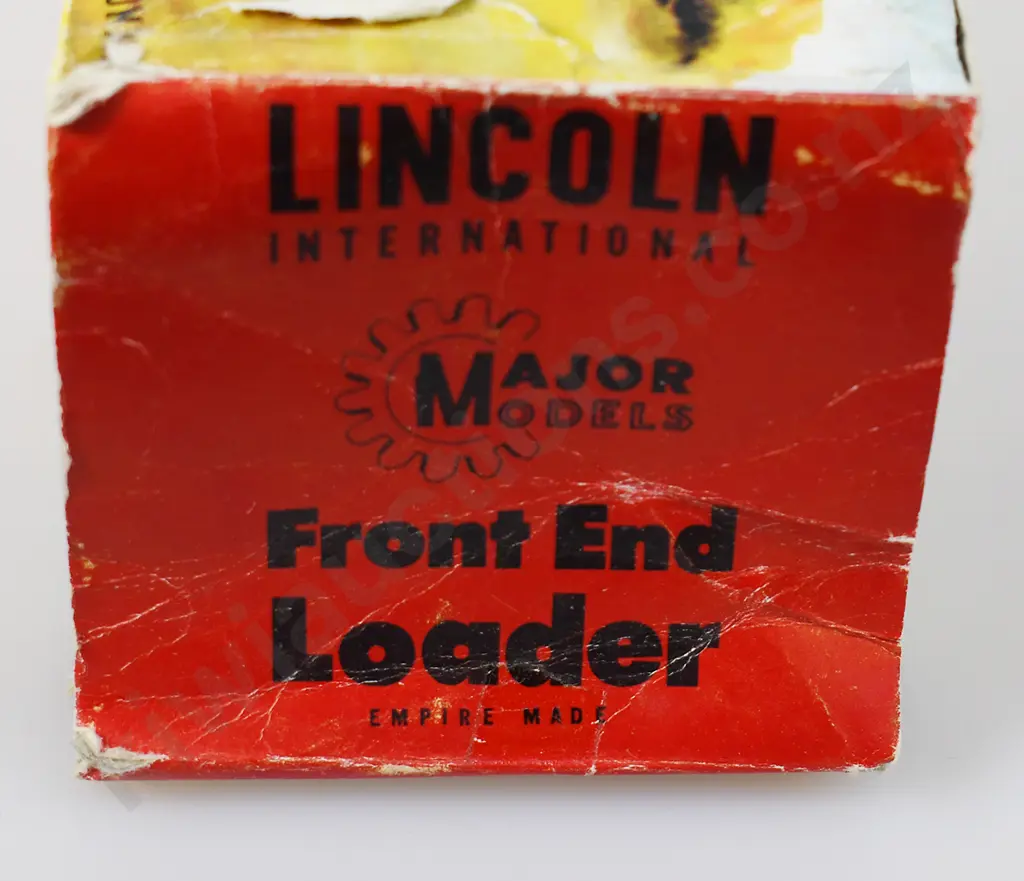 LINCOLN
INTERNATIONAL
MAJOR
MODELS
Front End
Loader
EMPIRE MADE